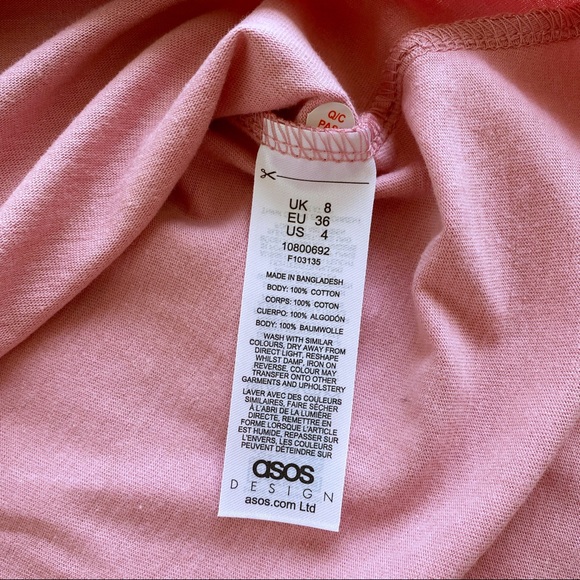 Q/C
UK 8
EU 36
US 4
10800692
F103135
MADE IN BANGLADESH
BODY: 100% COTTON
CORPS: 100% COTON
CUERPO: 100% ALGODÓN
BODY: 100% BAUMWOLLE
WASH WITH SIMILAR
COLOURS, DRY AWAY FROM
DIRECT LIGHT, RESHAPE
WHILST DAMP, IRON ON
REVERSE, COLOUR MAY
TRANSFER ONTO OTHER
GARMENTS AND UPHOLSTERY
LAVER AVEC DES COULEURS
SIMILAIRES, FAIRE SÉCHER
À L'ABRI DE LA LUMIÈRE
DIRECTE, REMETTRE EN
FORME LORSQUE L'ARTICLE
EST HUMIDE, REPASSER SUR
L'ENVERS, LES COULEURS
PEUVENT DÉTEINDRE SUR
asos
DESIGN
asos.com Ltd